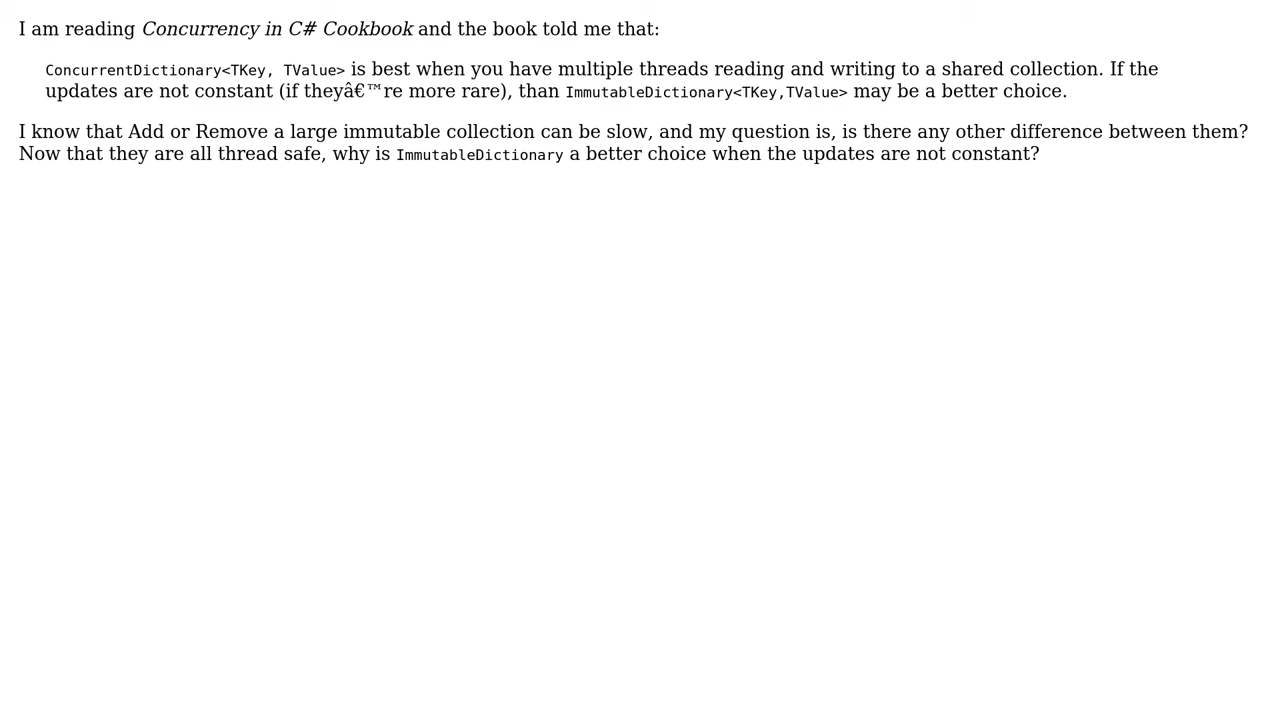 I am reading Concurrency in C# Cookbook and the book told me that:
ConcurrentDictionary<TKey, TValue> is best when you have multiple threads reading and writing to a shared collection. If the
updates are not constant (if theyâ€™re more rare), than ImmutableDictionary<TKey,TValue> may be a better choice.
I know that Add or Remove a large immutable collection can be slow, and my question is, is there any other difference between them?
Now that they are all thread safe, why is ImmutableDictionary a better choice when the updates are not constant?